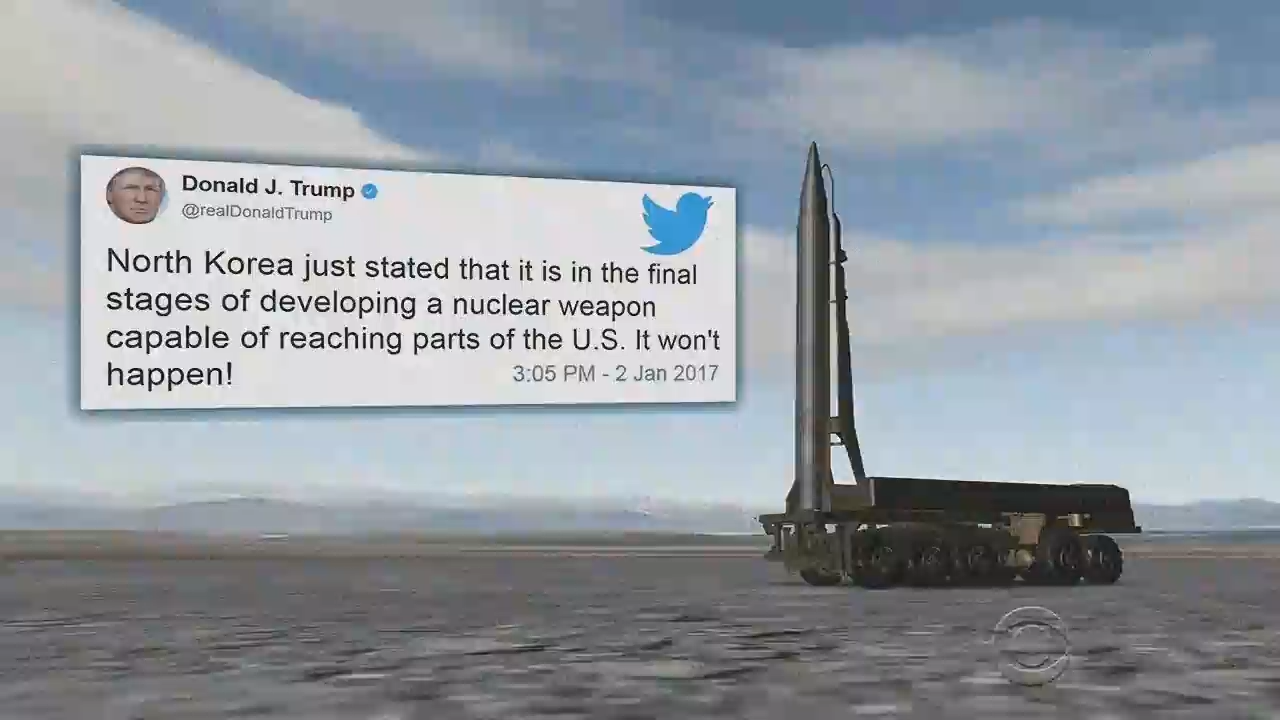 Donald J. Trump
@realDonaldTrump
North Korea just stated that it is in the final
stages of developing a nuclear weapon
capable of reaching parts of the U.S. It won't
happen!
3:05 PM - 2 Jan 2017